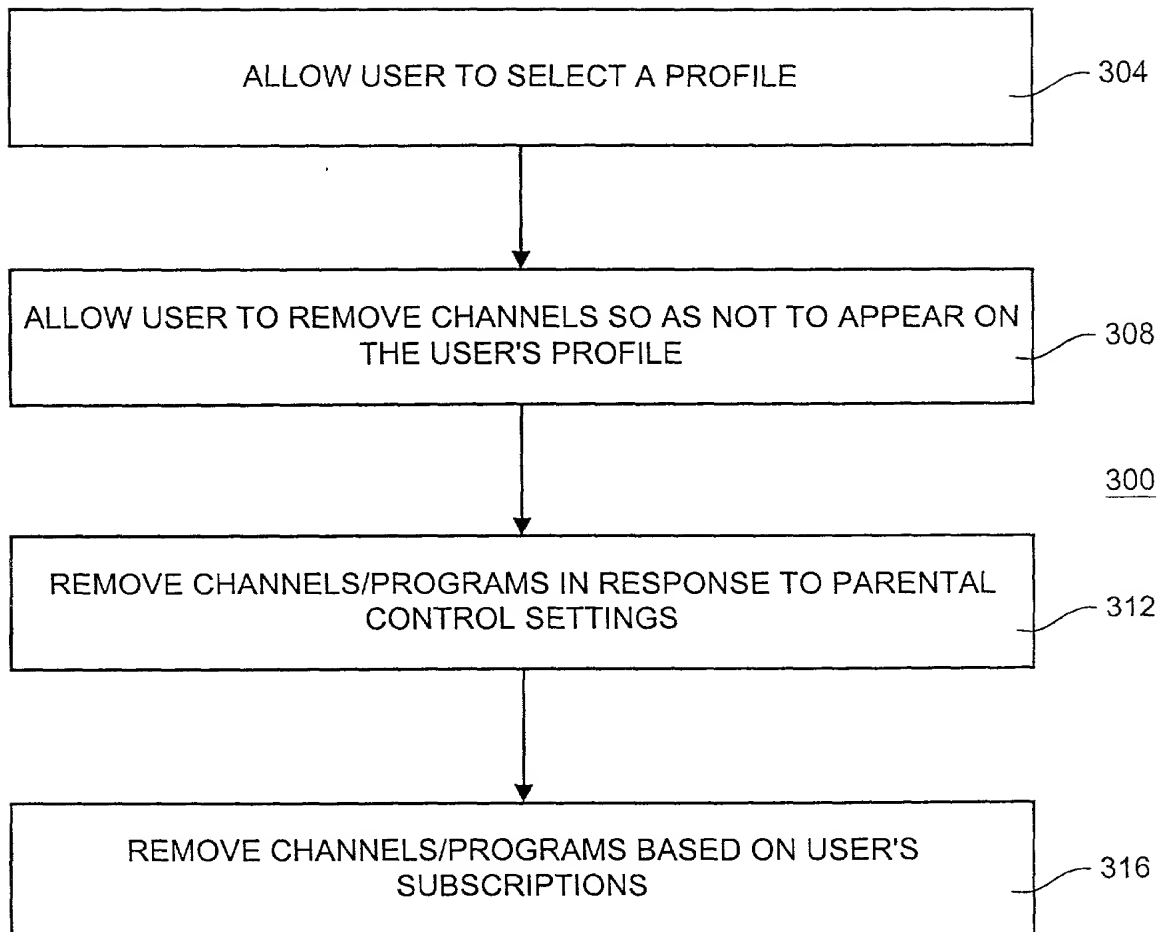 ALLOW USER TO SELECT A PROFILE
304
ALLOW USER TO REMOVE CHANNELS SO AS NOT TO APPEAR ON
THE USER'S PROFILE
308
300
REMOVE CHANNELS/PROGRAMS IN RESPONSE TO PARENTAL
CONTROL SETTINGS
312
REMOVE CHANNELS/PROGRAMS BASED ON USER'S
SUBSCRIPTIONS
316